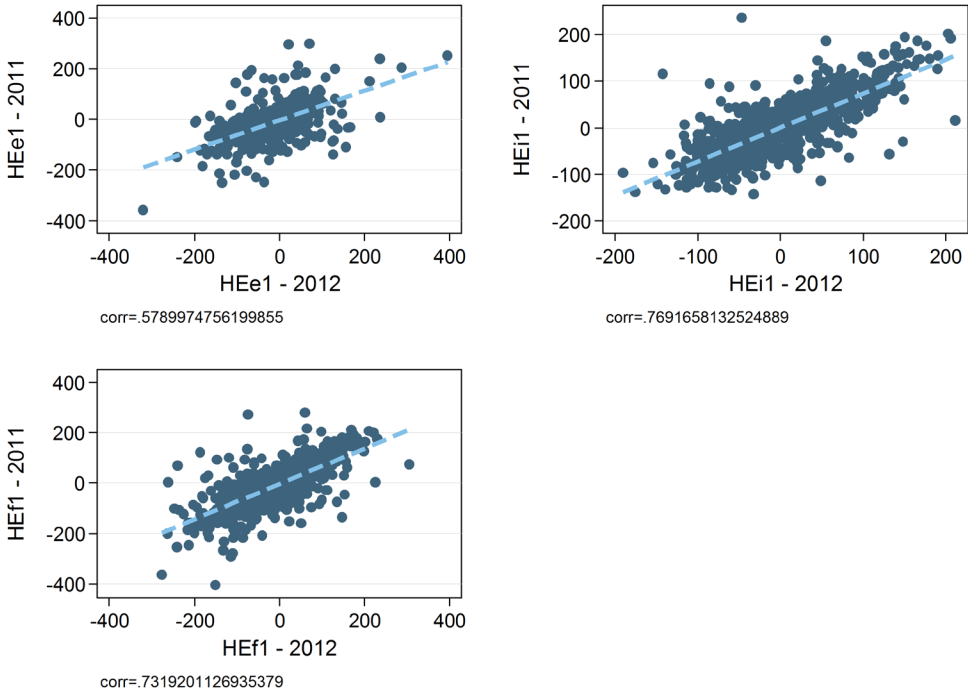 HEe1 - 2011
400
200
0
-200
-400
-400 -200 0 200 400
HEe1 - 2012
corr=.5789974756199855
HEi1 - 2011
200
100
0
-100
-200
-200 -100 0 100 200
HEi1 - 2012
corr=.7691658132524889
HEf1 - 2011
400
200
0
-200
-400
-400 -200 0 200 400
HEf1 - 2012
corr=.7319201126935379